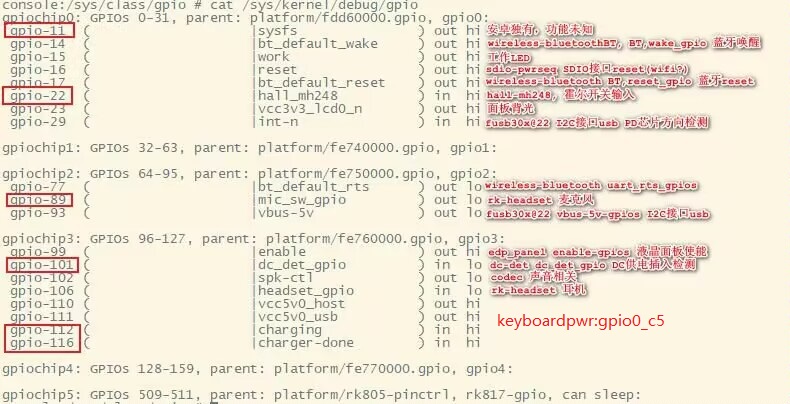 console:/sys/class/gpio # cat /sys/kernel/debug/gpio
gpiochip0: GPIOs 0-31, parent: platform/fdd60000.gpio, gpio0:
gpio-11 ( |sysfs ) out hi 安卓独有，功能未知
gpio-14 ( |bt_default_wake ) out hi wireless-bluetoothBT, BT,wake_gpio 蓝牙唤醒
gpio-15 ( |work ) out hi 工作LED
gpio-16 ( |reset ) out hi sdio-pwrseq SDIO接口reset(wifi?)
gpio-17 ( |bt_default_reset ) out hi wireless-bluetooth BT,reset_gpio 蓝牙reset
gpio-22 ( |hall_mh248 ) in hi hall-mh248, 霍尔开关输入
gpio-23 ( |vcc3v3_lcd0_n ) out hi 面板背光
gpio-29 ( |int-n ) in hi fusb30x@22 I2C接口usb PD芯片方向检测
gpiochip1: GPIOs 32-63, parent: platform/fe740000.gpio, gpio1:
gpiochip2: GPIOs 64-95, parent: platform/fe750000.gpio, gpio2:
gpio-77 ( |bt_default_rts ) out lo wireless-bluetooth uart_rts_gpios
gpio-89 ( |mic_sw_gpio ) out lo rk-headset 麦克风
gpio-93 ( |vbus-5v ) out lo fusb30x@22 vbus-5v-gpios I2C接口usb
gpiochip3: GPIOs 96-127, parent: platform/fe760000.gpio, gpio3:
gpio-99 ( |enable ) out hi edp_panel enable-gpios 液晶面板使能
gpio-101 ( |dc_det_gpio ) in lo dc-det dc_det_gpio DC供电插入检测
gpio-102 ( |spk-ctl ) out lo codec 声音相关
gpio-106 ( |headset_gpio ) in lo rk-headset 耳机
gpio-110 ( |vcc5v0_host ) out hi
gpio-111 ( |vcc5v0_usb ) out hi
gpio-112 ( |charging ) in hi
gpio-116 ( |charger-done ) in hi
keyboardpwr:gpio0_c5
gpiochip4: GPIOs 128-159, parent: platform/fe770000.gpio, gpio4:
gpiochip5: GPIOs 509-511, parent: platform/rk805-pinctrl, rk817-gpio, can sleep: